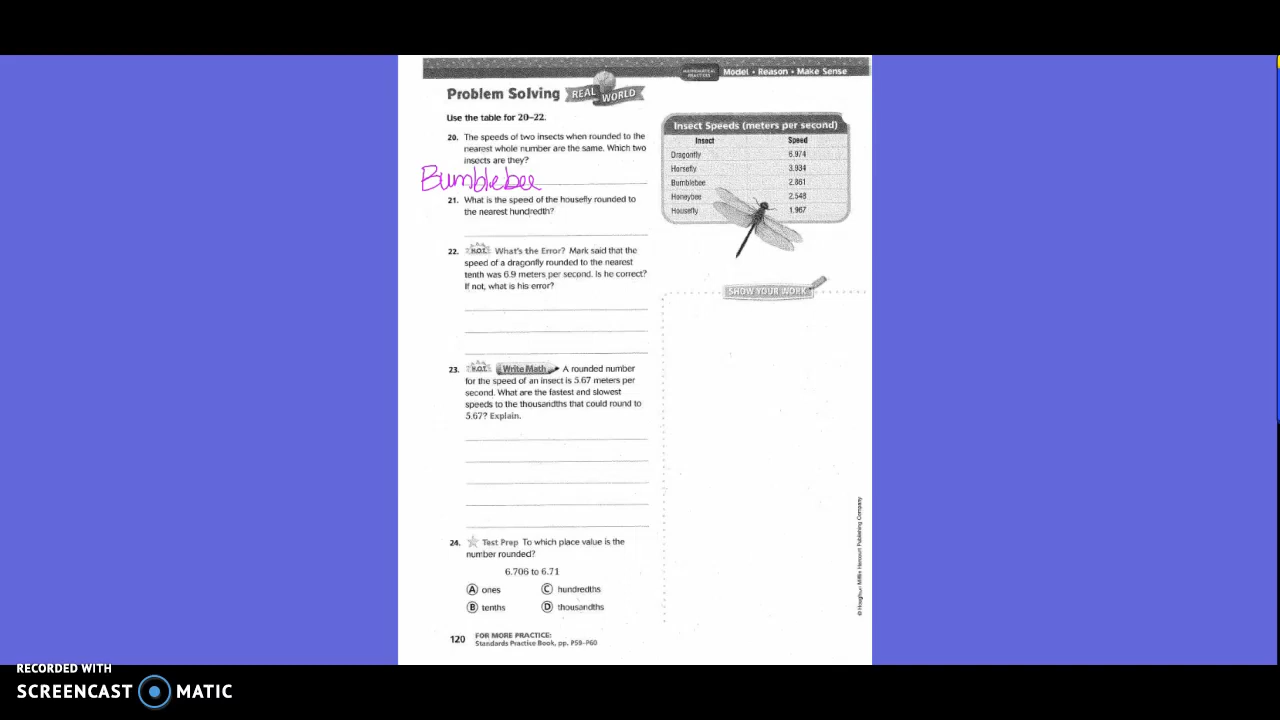 MATHEMATICAL PRACTICES Model • Reason • Make Sense
Problem Solving REAL WORLD
Use the table for 20–22.
20. The speeds of two insects when rounded to the
nearest whole number are the same. Which two
insects are they?
Bumblebee
21. What is the speed of the housefly rounded to
the nearest hundredth?
22. H.O.T. What's the Error? Mark said that the
speed of a dragonfly rounded to the nearest
tenth was 6.9 meters per second. Is he correct?
If not, what is his error?
23. H.O.T. Write Math A rounded number
for the speed of an insect is 5.67 meters per
second. What are the fastest and slowest
speeds to the thousandths that could round to
5.67? Explain.
24. Test Prep To which place value is the
number rounded?
6.706 to 6.71
A ones C hundredths
B tenths D thousandths
120 FOR MORE PRACTICE:
Standards Practice Book, pp. P59–P60
Insect Speeds (meters per second)
Insect Speed
Dragonfly 6.974
Horsefly 3.934
Bumblebee 2.861
Honeybee 2.548
Housefly 1.967
SHOW YOUR WORK
© Houghton Mifflin Harcourt Publishing Company
RECORDED WITH
SCREENCAST MATIC